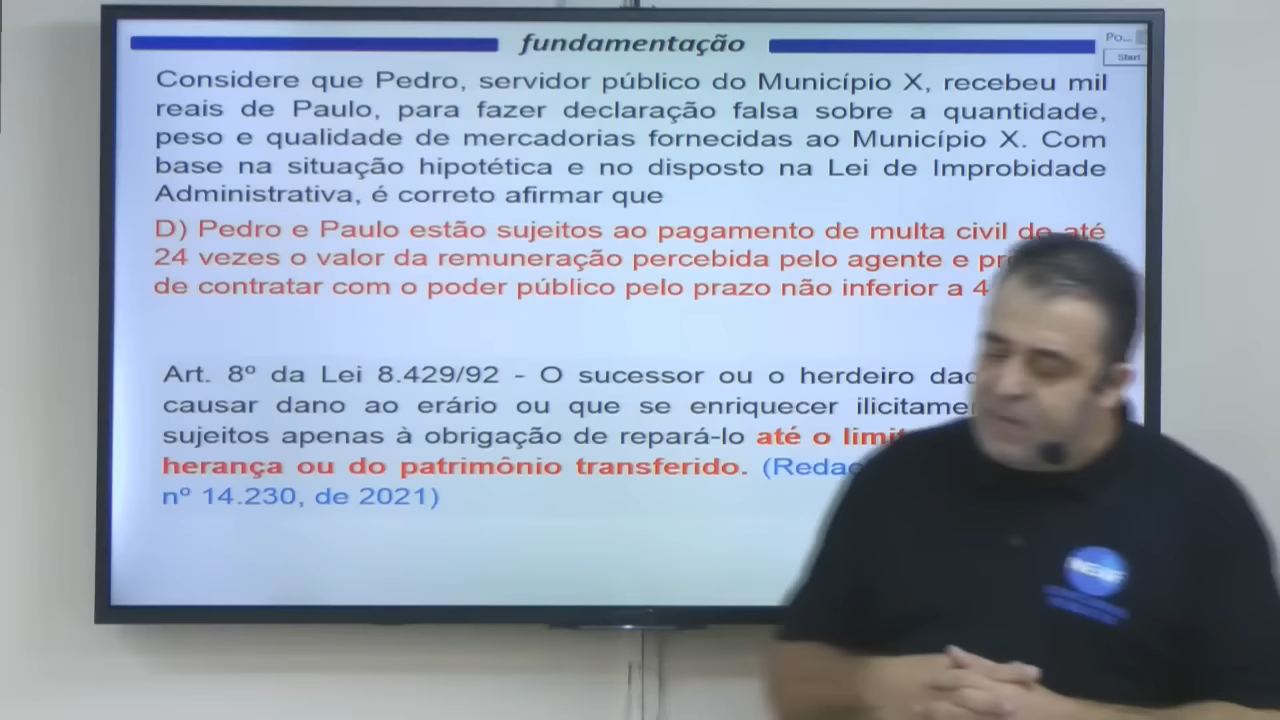 fundamentação
Po...
Start
Considere que Pedro, servidor público do Município X, recebeu mil
reais de Paulo, para fazer declaração falsa sobre a quantidade,
peso e qualidade de mercadorias fornecidas ao Município X. Com
base na situação hipotética e no disposto na Lei de Improbidade
Administrativa, é correto afirmar que
D) Pedro e Paulo estão sujeitos ao pagamento de multa civil de até
24 vezes o valor da remuneração percebida pelo agente e
de contratar com o poder público pelo prazo não inferior a 4
Art. 8º da Lei 8.429/92 - O sucessor ou o herdeiro
causar dano ao erário ou que se enriquecer
sujeitos apenas à obrigação de repará-lo até o
herança ou do patrimônio transferido.
nº 14.230, de 2021)